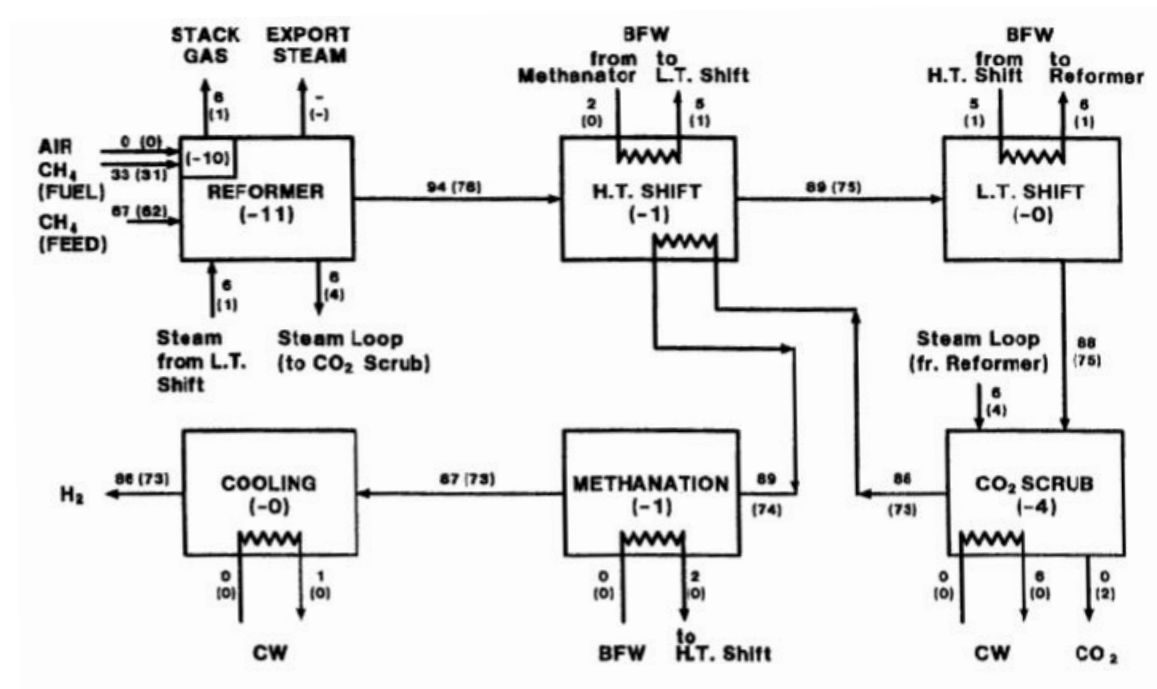 STACK
GAS
EXPORT
STEAM
BFW
from to
Methanator L.T. Shift
BFW
from to
H.T. Shift Reformer
6
(1)
-
(-)
2
(0)
5
(1)
5
(1)
6
(1)
AIR
0 (0)
CH₄
(FUEL)
33 (31)
CH₄
(FEED)
67 (62)
(-10)
REFORMER
(-11)
94 (76)
H.T. SHIFT
(-1)
89 (75)
L.T. SHIFT
(-0)
6
(1)
6
(4)
Steam
from L.T.
Shift
Steam Loop
(to CO₂ Scrub)
Steam Loop
(fr. Reformer)
88
(75)
6
(4)
H₂
86 (73)
COOLING
(-0)
87 (73)
METHANATION
(-1)
89
(74)
86
(73)
CO₂ SCRUB
(-4)
0
(0)
1
(0)
0
(0)
2
(0)
0
(0)
6
(0)
0
(2)
CW
BFW
to
H.T. Shift
CW
CO₂